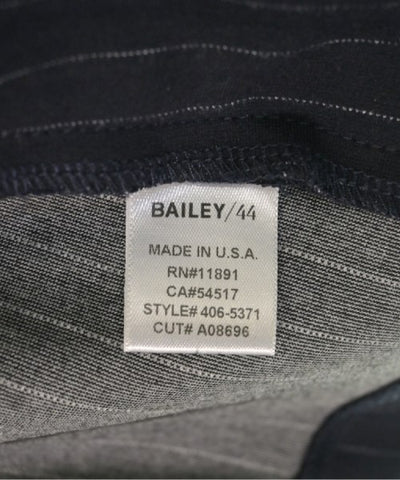 BAILEY/44
MADE IN U.S.A.
RN#11891
CA#54517
STYLE# 406-5371
CUT# A08696